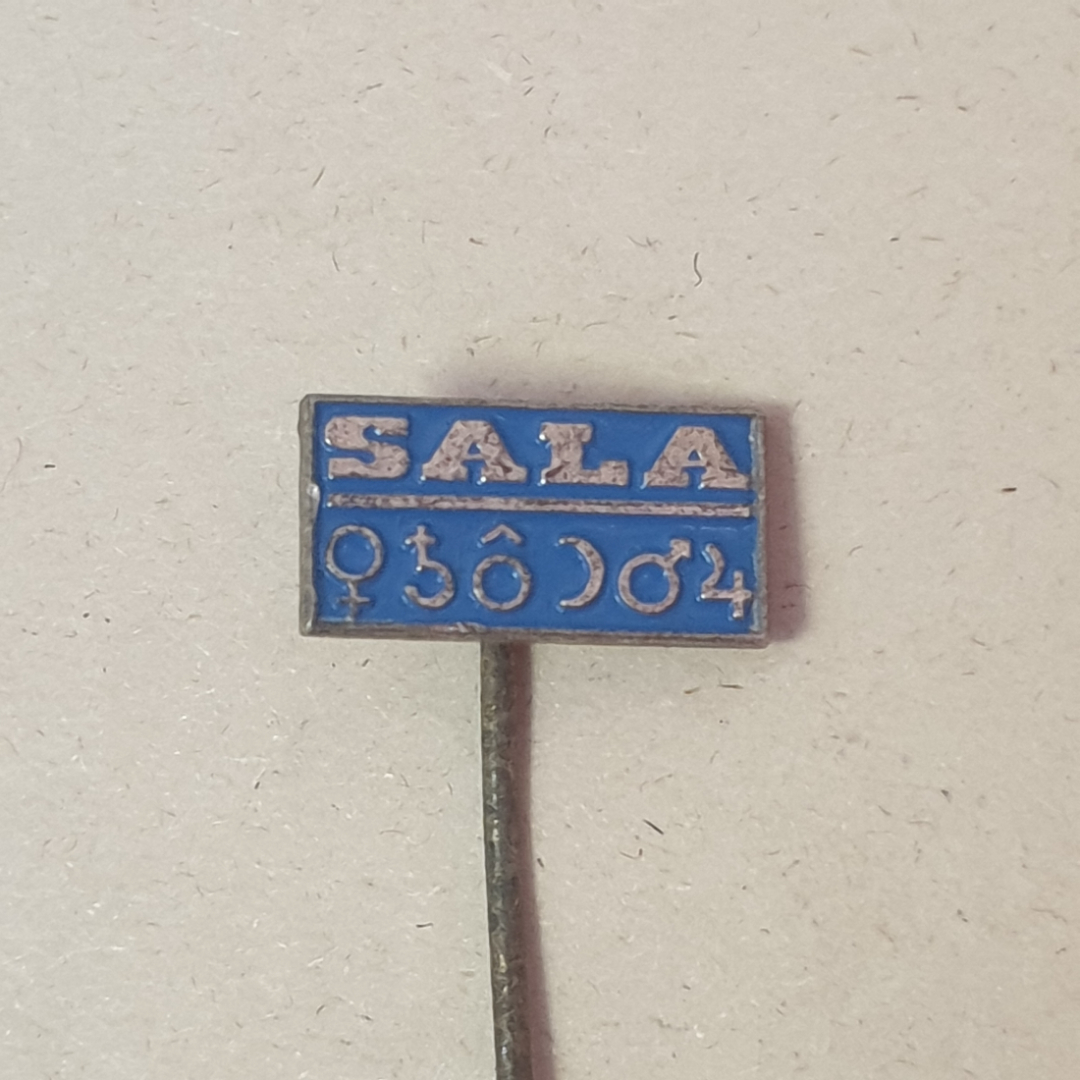 SALA
♀ ♄ Ô ☽ ♂ ♃